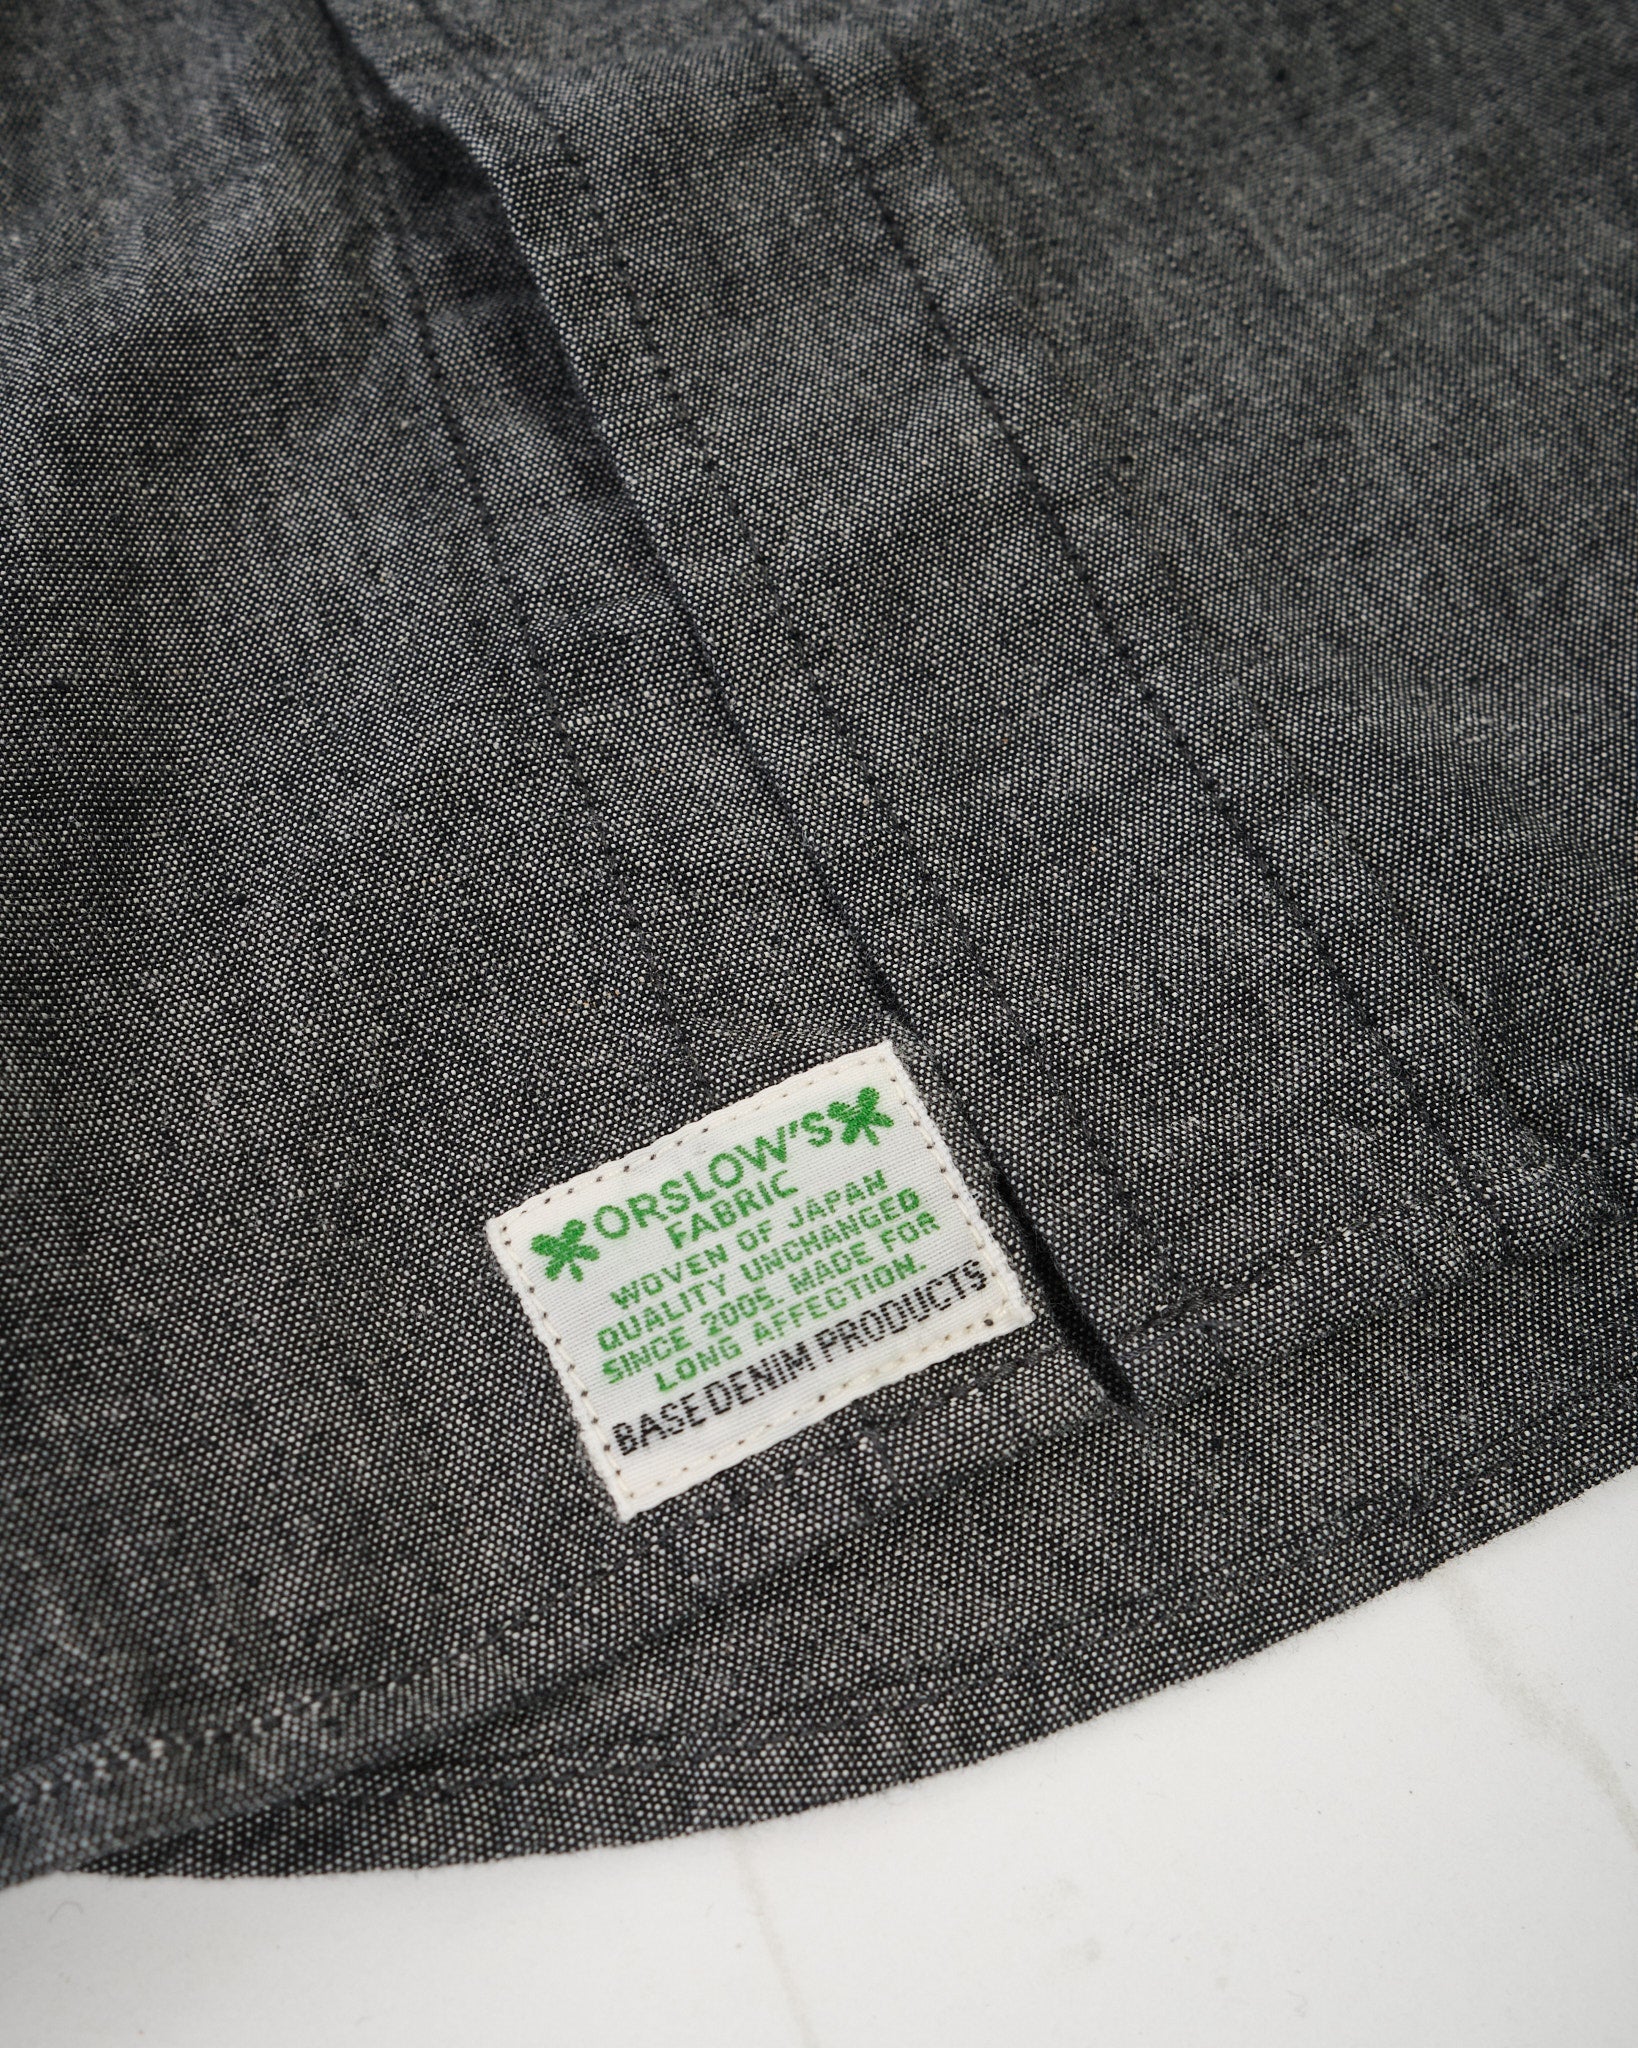 ORSLOW'S
FABRIC
WOVEN OF JAPAN
QUALITY UNCHANGED
SINCE 2005. MADE FOR
LONG AFFECTION.
BASE DENIM PRODUCTS